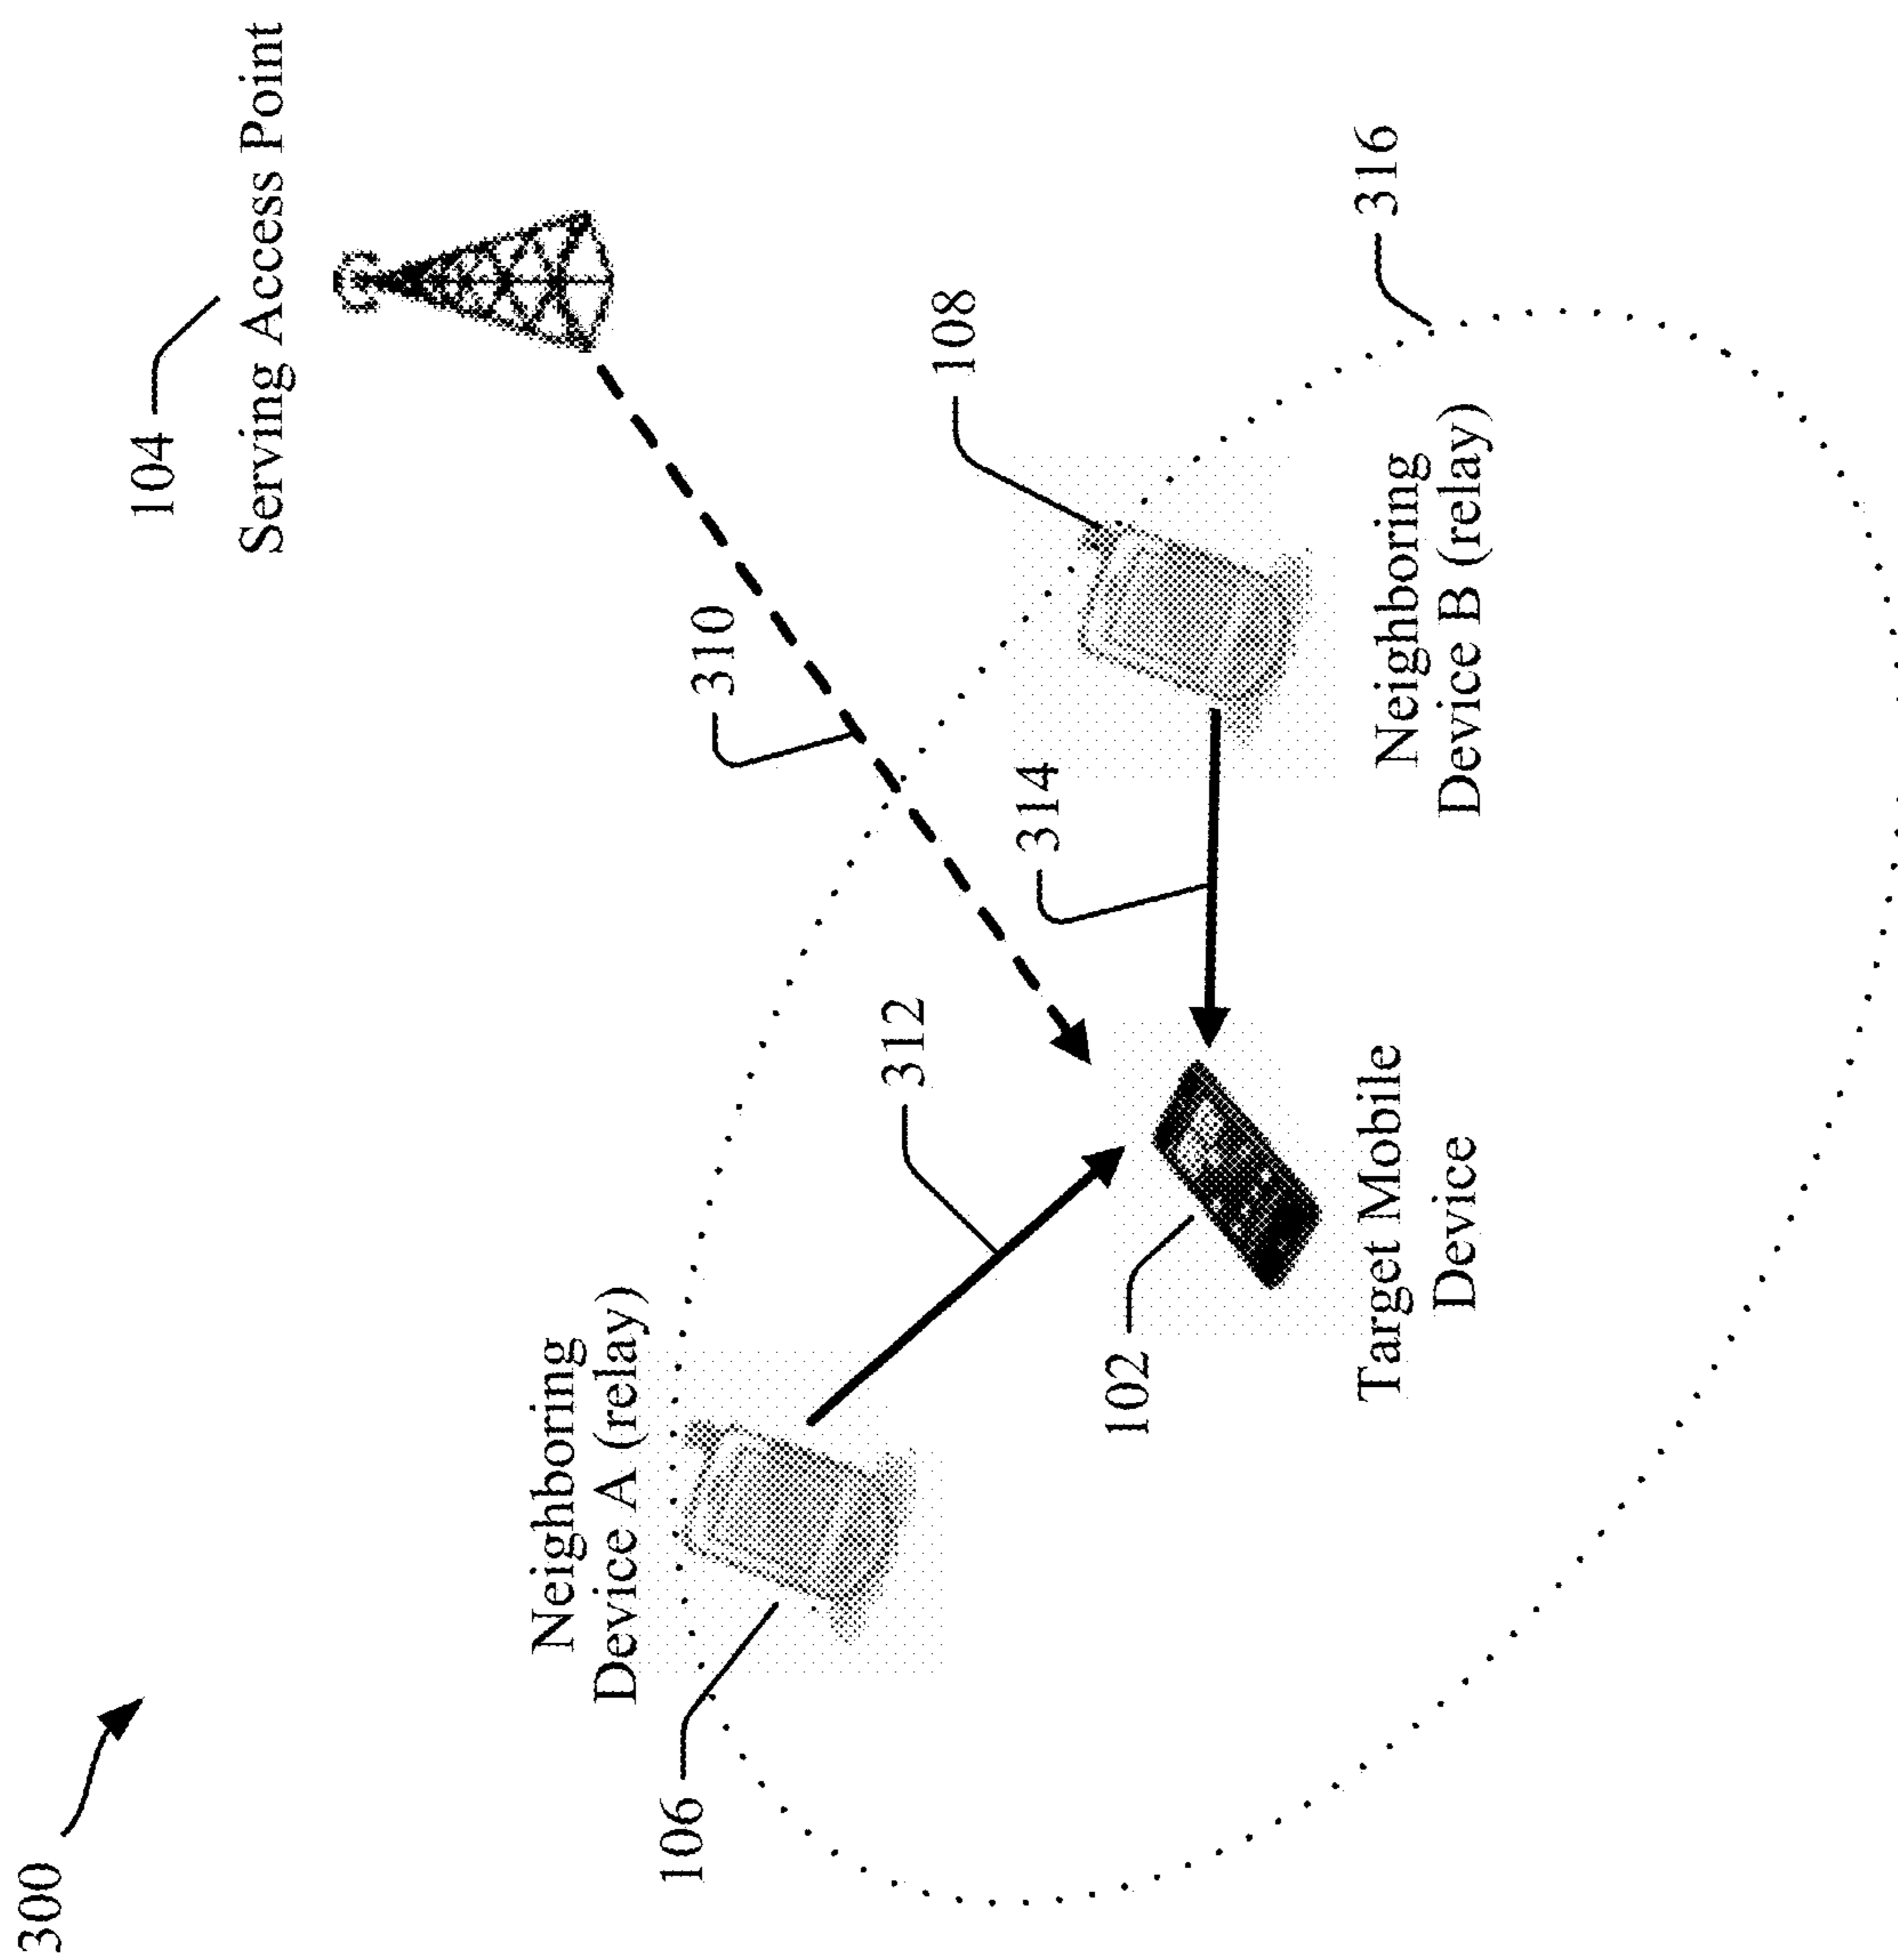 300
104
Serving Access Point
310
108
316
Neighboring
Device A (relay)
106
312
314
Neighboring
Device B (relay)
102
Target Mobile
Device